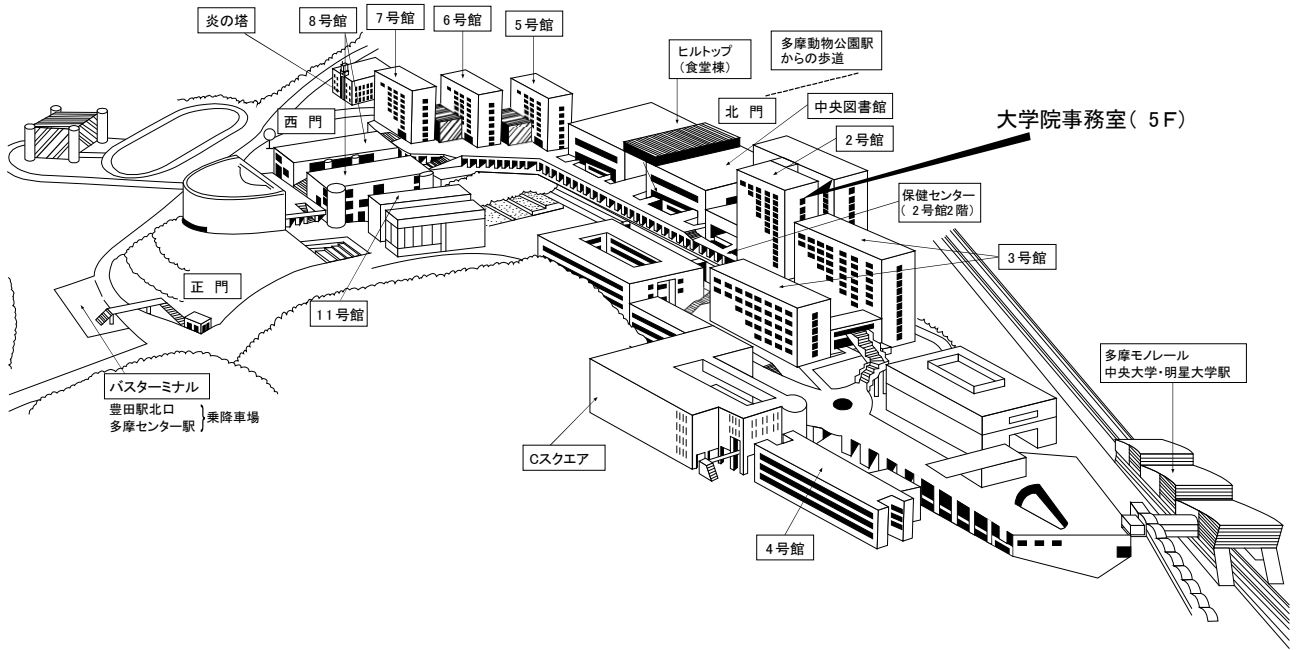 炎の塔
8号館
7号館
6号館
5号館
ヒルトップ
（食堂棟）
多摩動物公園駅
からの歩道
北門
中央図書館
大学院事務室( 5F)
2号館
西門
保健センター
( 2号館2階)
3号館
正門
11号館
バスターミナル
豊田駅北口
多摩センター駅
乗降車場
多摩モノレール
中央大学・明星大学駅
Cスクエア
4号館